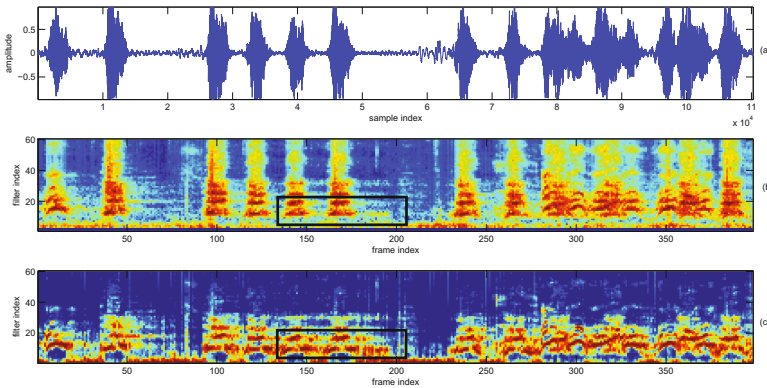 amplitude
0.5
0
−0.5
1 2 3 4 5 6 7 8 9 10 11
sample index
x 10⁴
(a
filter index
60
40
20
50 100 150 200 250 300 350
frame index
(b
filter index
60
40
20
50 100 150 200 250 300 350
frame index
(c